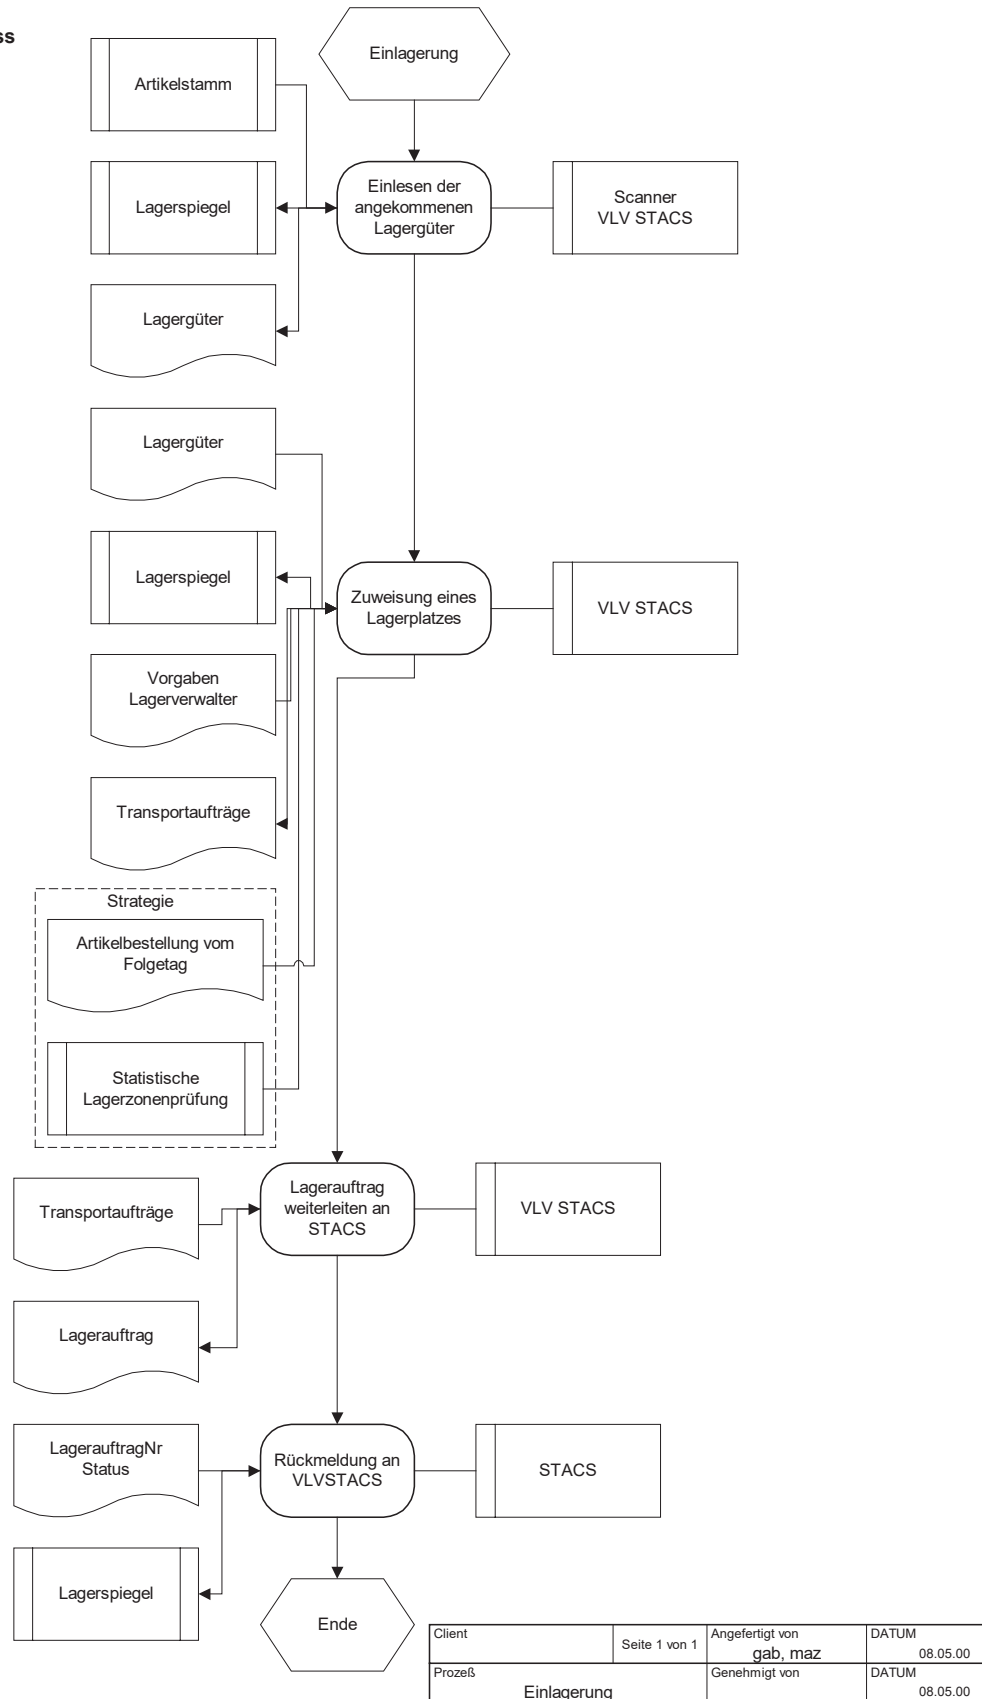 ss
Einlagerung
Artikelstamm
Lagerspiegel
Einlesen der
angekommenen
Lagergüter
Scanner
VLV STACS
Lagergüter
Lagergüter
Lagerspiegel
Zuweisung eines
Lagerplatzes
VLV STACS
Vorgaben
Lagerverwalter
Transportaufträge
Strategie
Artikelbestellung vom
Folgetag
Statistische
Lagerzonenprüfung
Transportaufträge
Lagerauftrag
weiterleiten an
STACS
VLV STACS
Lagerauftrag
LagerauftragNr
Status
Rückmeldung an
VLVSTACS
STACS
Lagerspiegel
Ende
Client
Seite 1 von 1
Angefertigt von
gab, maz
DATUM
08.05.00
Prozeß
Einlagerung
Genehmigt von
DATUM
08.05.00